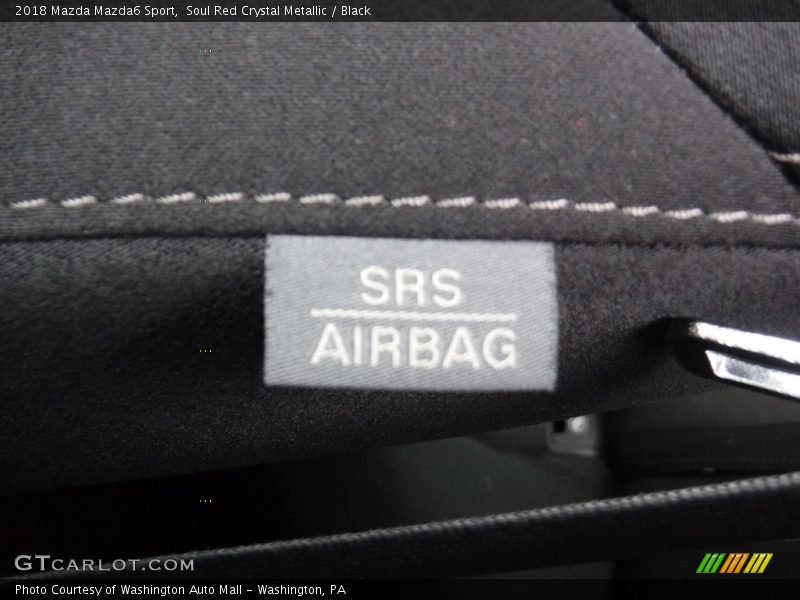 2018 Mazda Mazda6 Sport, Soul Red Crystal Metallic / Black
SRS
AIRBAG
GTCARLOT.COM
Photo Courtesy of Washington Auto Mall - Washington, PA